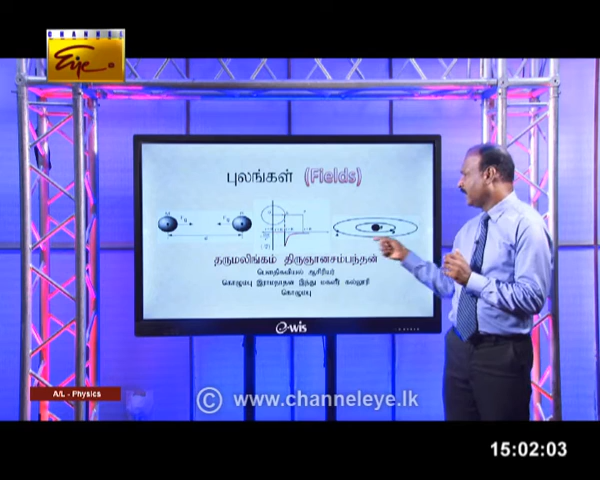 CHANNEL
Eye
புலங்கள் (Fields)
தருமலிங்கம் திருஞானசம்பந்தன்
பௌதிகவியல் ஆசிரியர்
கொழும்பு இராமநாதன் இந்து மகளிர் கல்லூரி
கொழும்பு
e-wis
A/L - Physics
© www.channeleye.lk
15:02:03